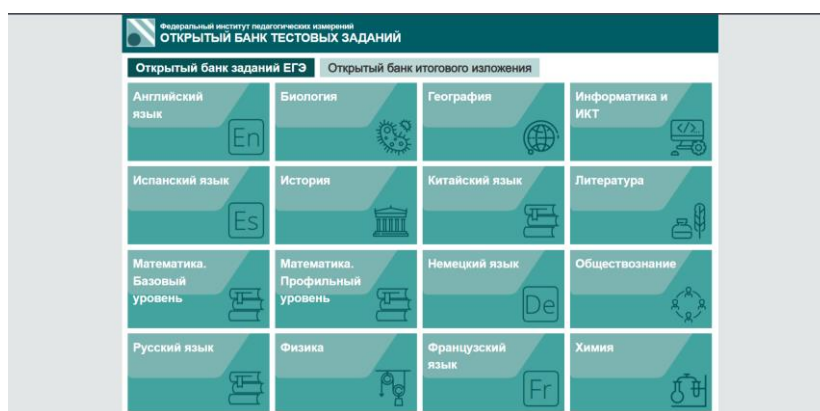 Федеральный институт педагогических измерений
ОТКРЫТЫЙ БАНК ТЕСТОВЫХ ЗАДАНИЙ
Открытый банк заданий ЕГЭ Открытый банк итогового изложения
Английский
язык
En
Биология
География
Информатика и
ИКТ
</>
Испанский язык
Es
История
Китайский язык
Литература
Математика.
Базовый
уровень
Математика.
Профильный
уровень
Немецкий язык
De
Обществознание
Русский язык
Физика
Французский
язык
Fr
Химия